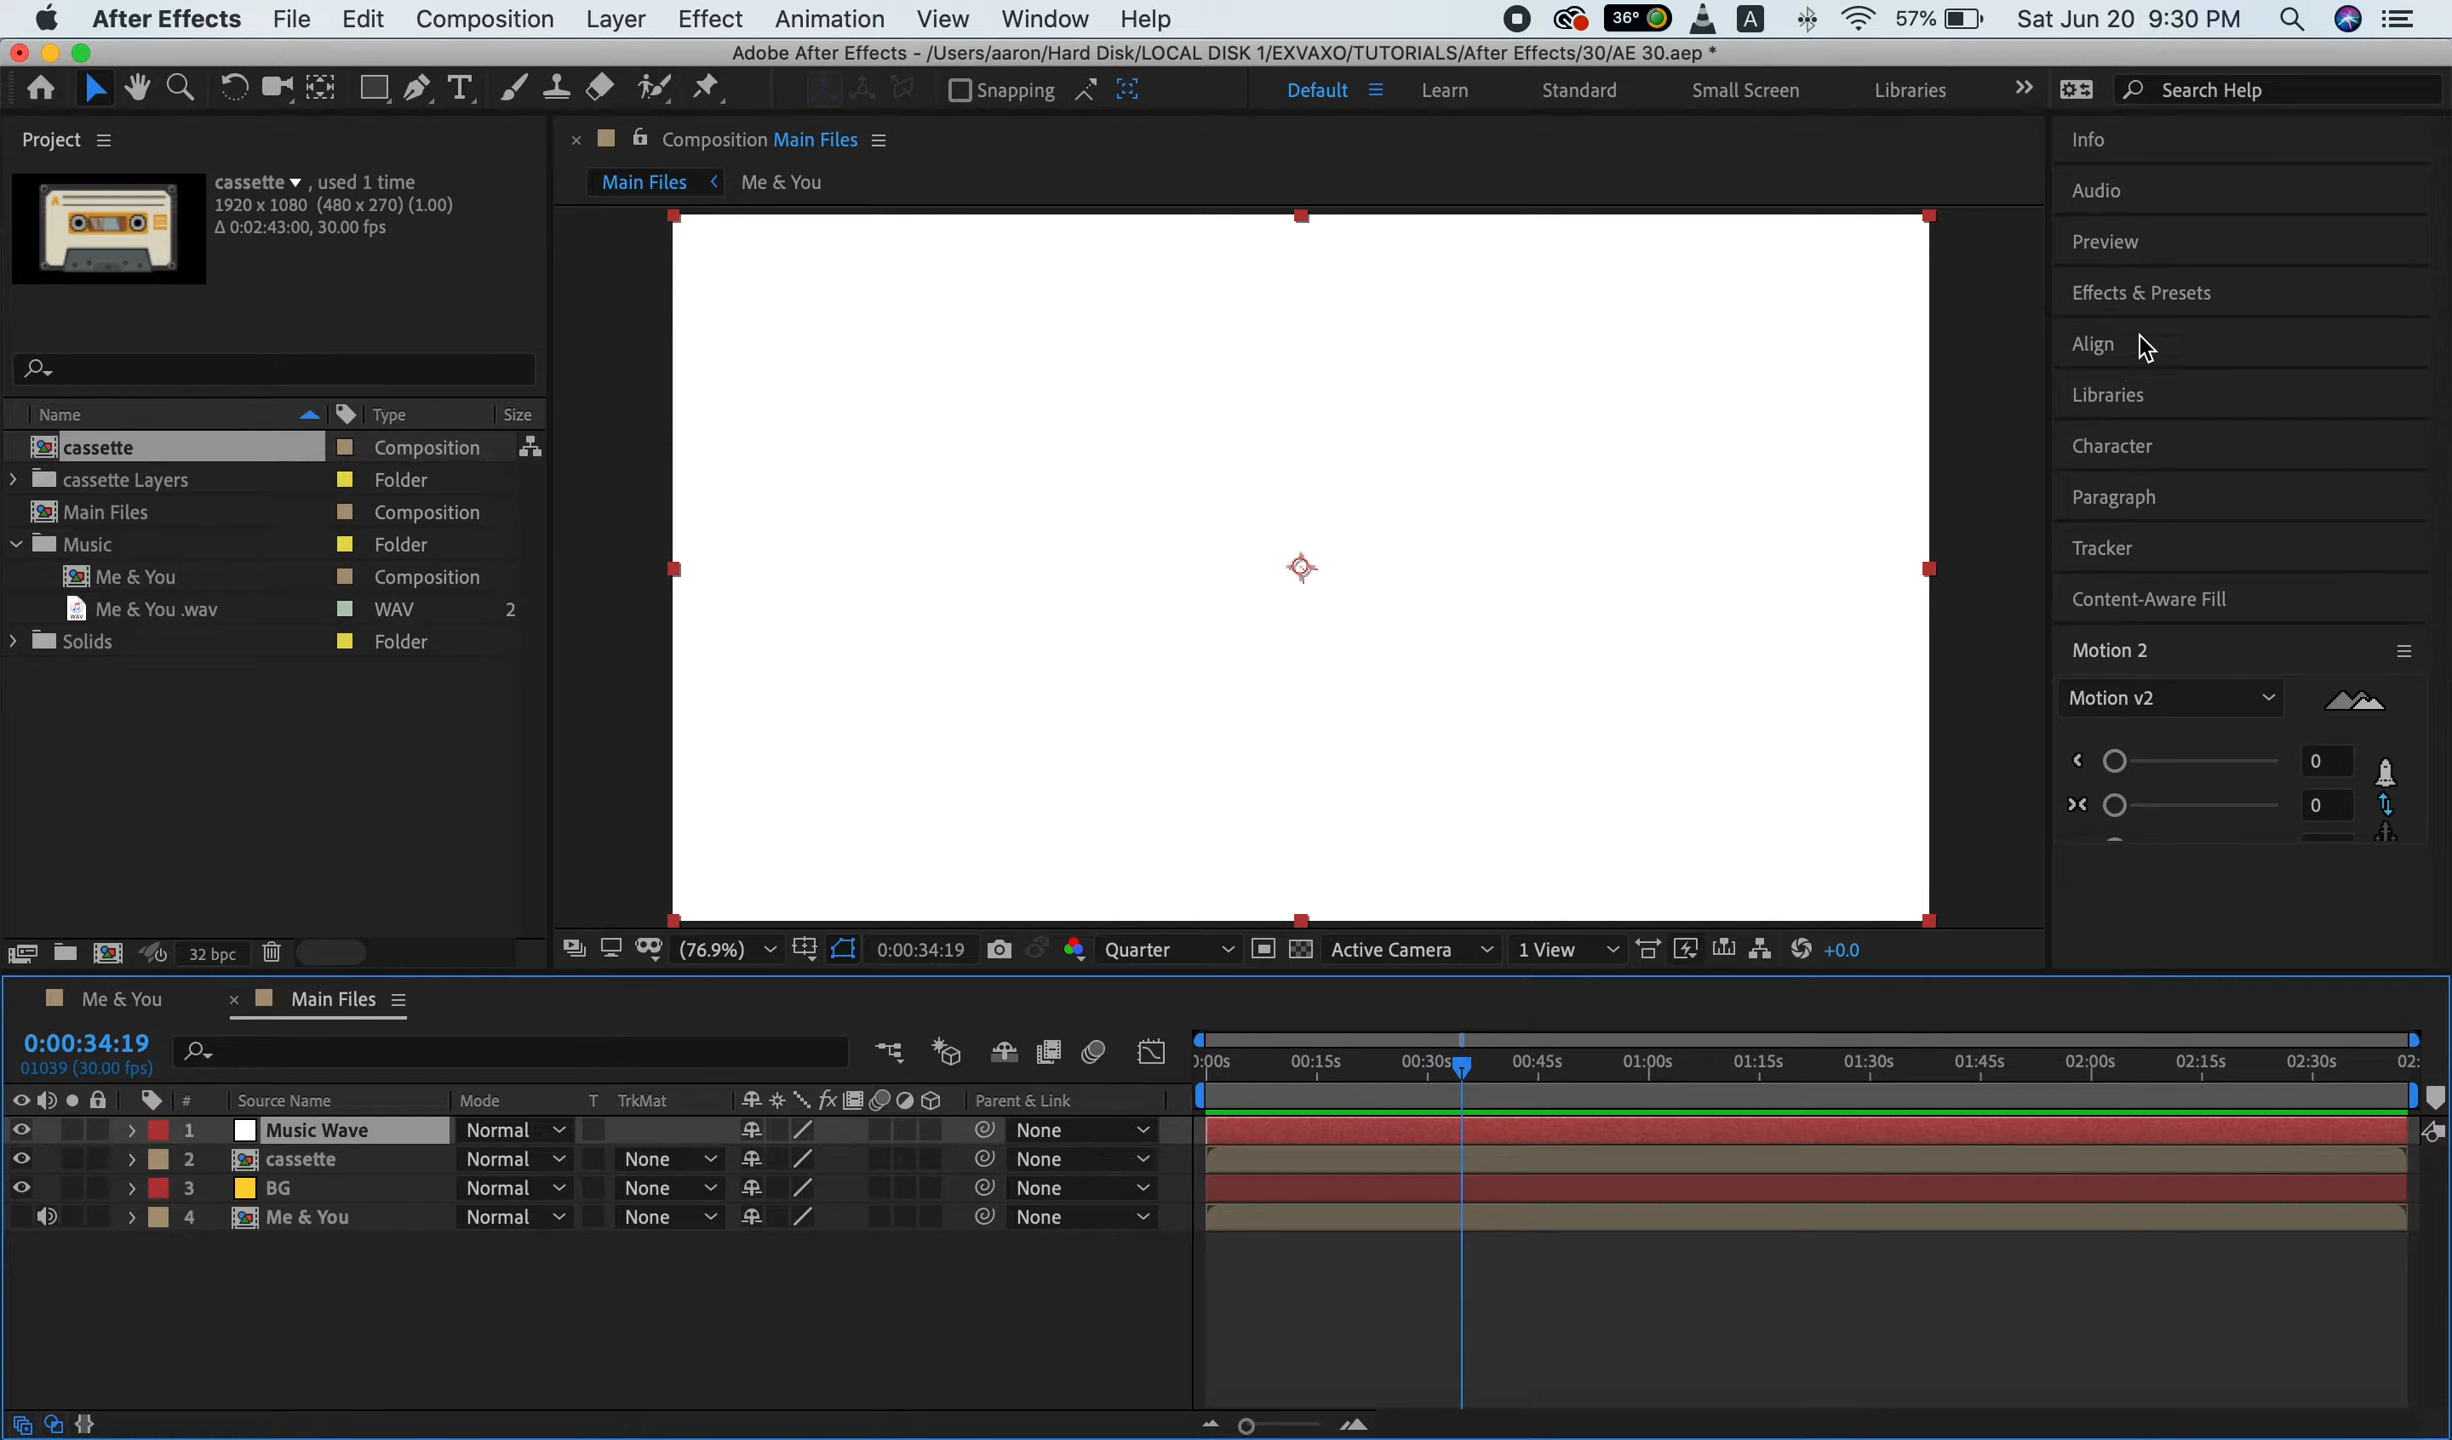 After Effects File Edit Composition Layer Effect Animation View Window Help 36° A 57% Sat Jun 20 9:30 PM
Adobe After Effects - /Users/aaron/Hard Disk/LOCAL DISK 1/EXVAXO/TUTORIALS/After Effects/30/AE 30.aep *
T Snapping Default Learn Standard Small Screen Libraries Search Help
Project
cassette , used 1 time
1920 x 1080 (480 x 270) (1.00)
Δ 0:02:43:00, 30.00 fps
Name Type Size
cassette Composition
cassette Layers Folder
Main Files Composition
Music Folder
Me & You Composition
Me & You .wav WAV 2
Solids Folder
32 bpc
Composition Main Files
Main Files Me & You
(76.9%) 0:00:34:19 Quarter Active Camera 1 View +0.0
Info
Audio
Preview
Effects & Presets
Align
Libraries
Character
Paragraph
Tracker
Content-Aware Fill
Motion 2
Motion v2
0
0
Me & You Main Files
0:00:34:19
01039 (30.00 fps)
):00s 00:15s 00:30s 00:45s 01:00s 01:15s 01:30s 01:45s 02:00s 02:15s 02:30s 02:
# Source Name Mode T TrkMat fx Parent & Link
1 Music Wave Normal None
2 cassette Normal None None
3 BG Normal None None
4 Me & You Normal None None